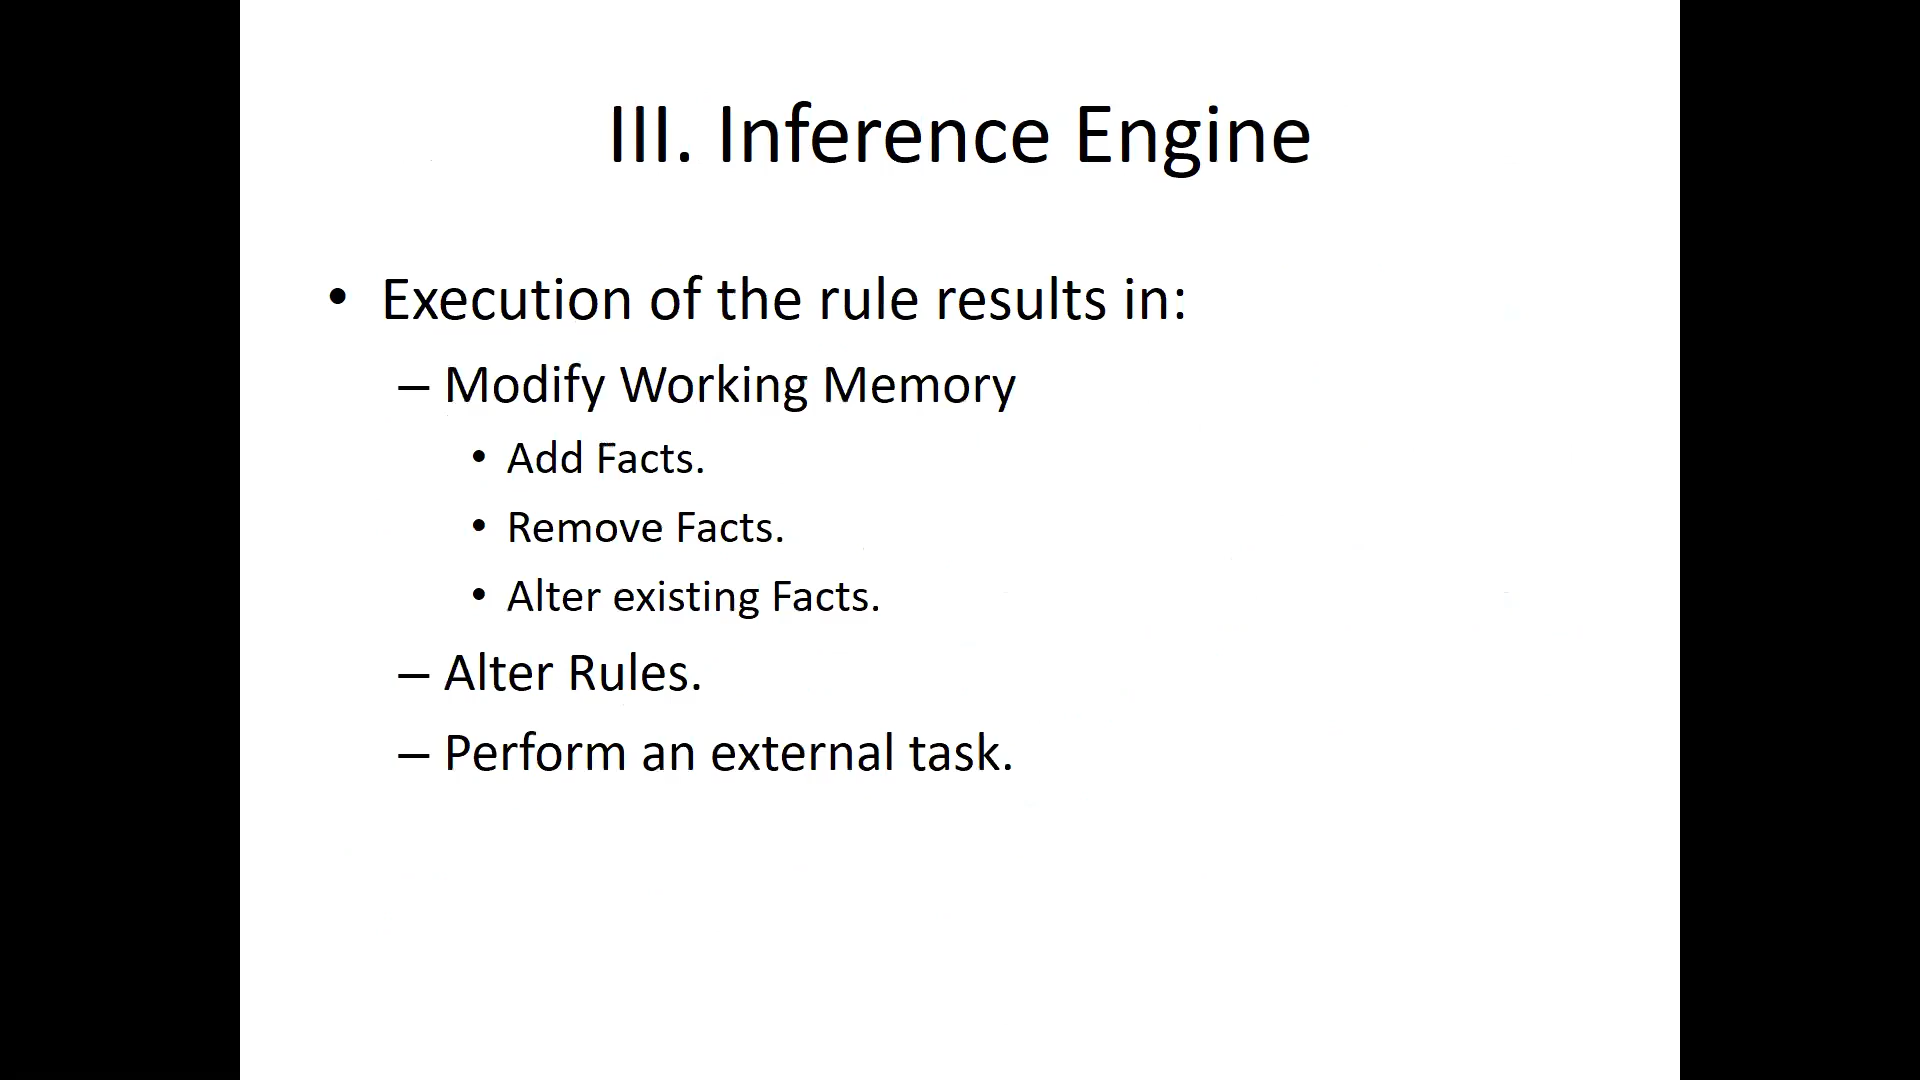 III. Inference Engine
• Execution of the rule results in:
– Modify Working Memory
• Add Facts.
• Remove Facts.
• Alter existing Facts.
– Alter Rules.
– Perform an external task.